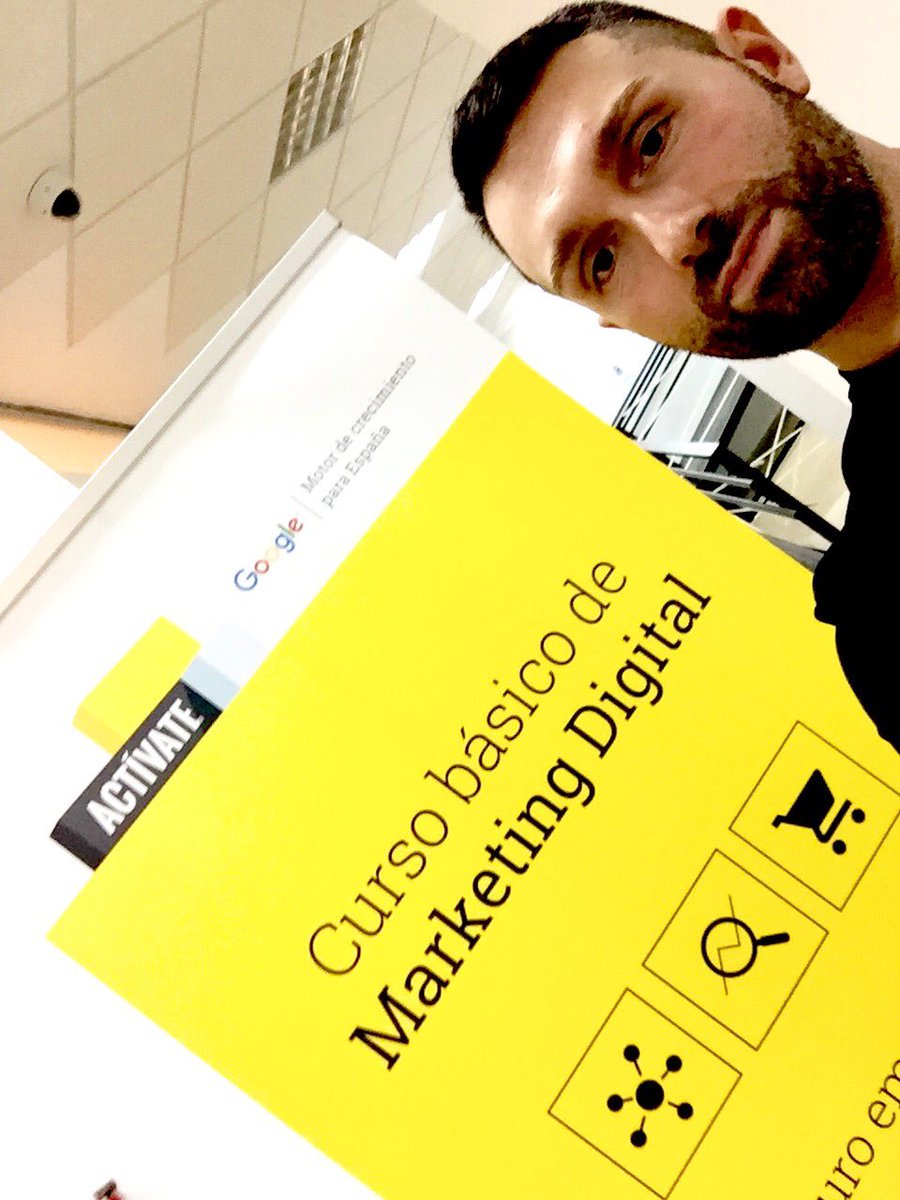 Google
Motor de crecimiento
para España
ACTÍVATE
Curso básico de
Marketing Digital